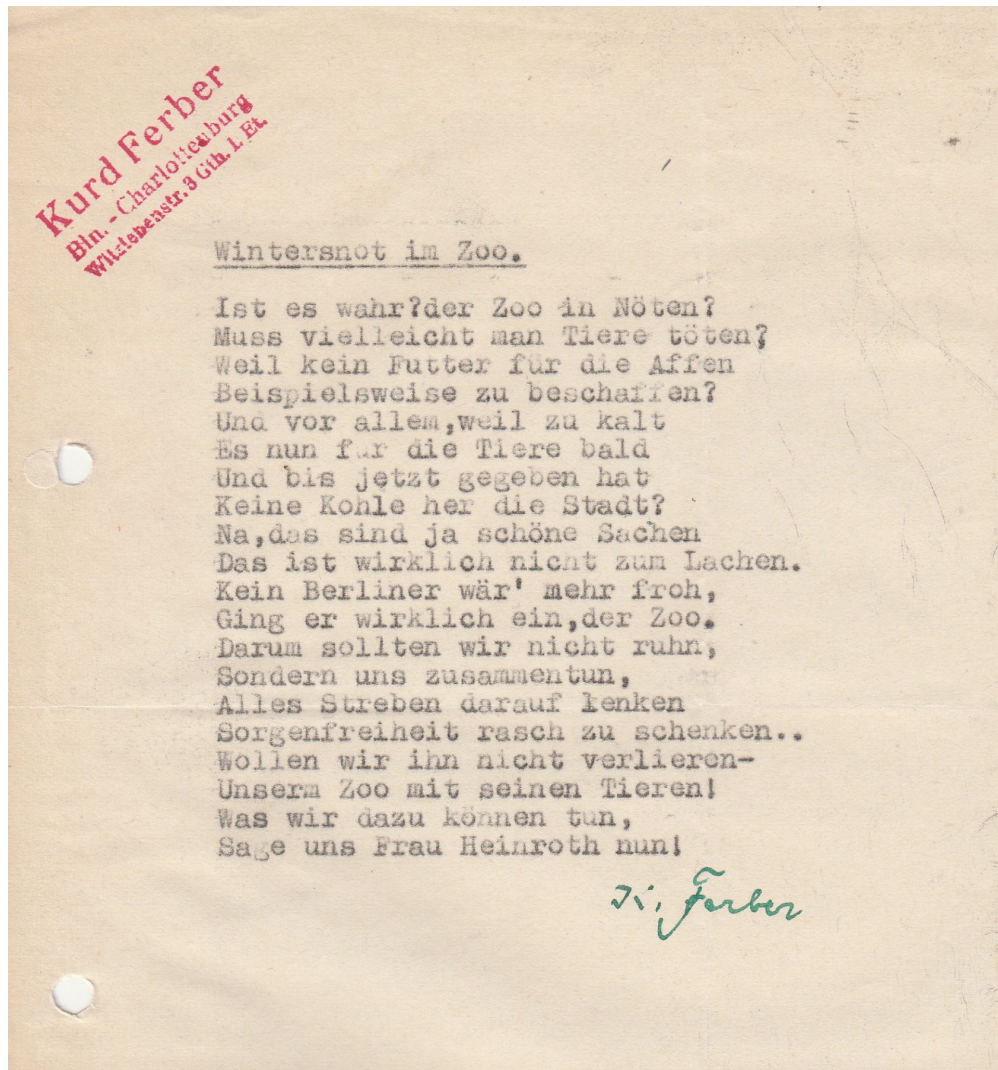 Kurd Ferber
Bln. - Charlottenburg
Witzlebenstr. 3 Gth. I. Et.
Wintersnot im Zoo.
Ist es wahr?der Zoo in Nöten?
Muss vielleicht man Tiere töten?
Weil kein Futter für die Affen
Beispielsweise zu beschaffen?
Und vor allem,weil zu kalt
Es nun für die Tiere bald
Und bis jetzt gegeben hat
Keine Kohle her die Stadt?
Na,das sind ja schöne Sachen
Das ist wirklich nicht zum Lachen.
Kein Berliner wär' mehr froh,
Ging er wirklich ein,der Zoo.
Darum sollten wir nicht ruhn,
Sondern uns zusammentun,
Alles Streben darauf lenken
Sorgenfreiheit rasch zu schenken..
Wollen wir ihn nicht verlieren-
Unserm Zoo mit seinen Tieren!
Was wir dazu können tun,
Sage uns Frau Heinroth nun!
K. Ferber